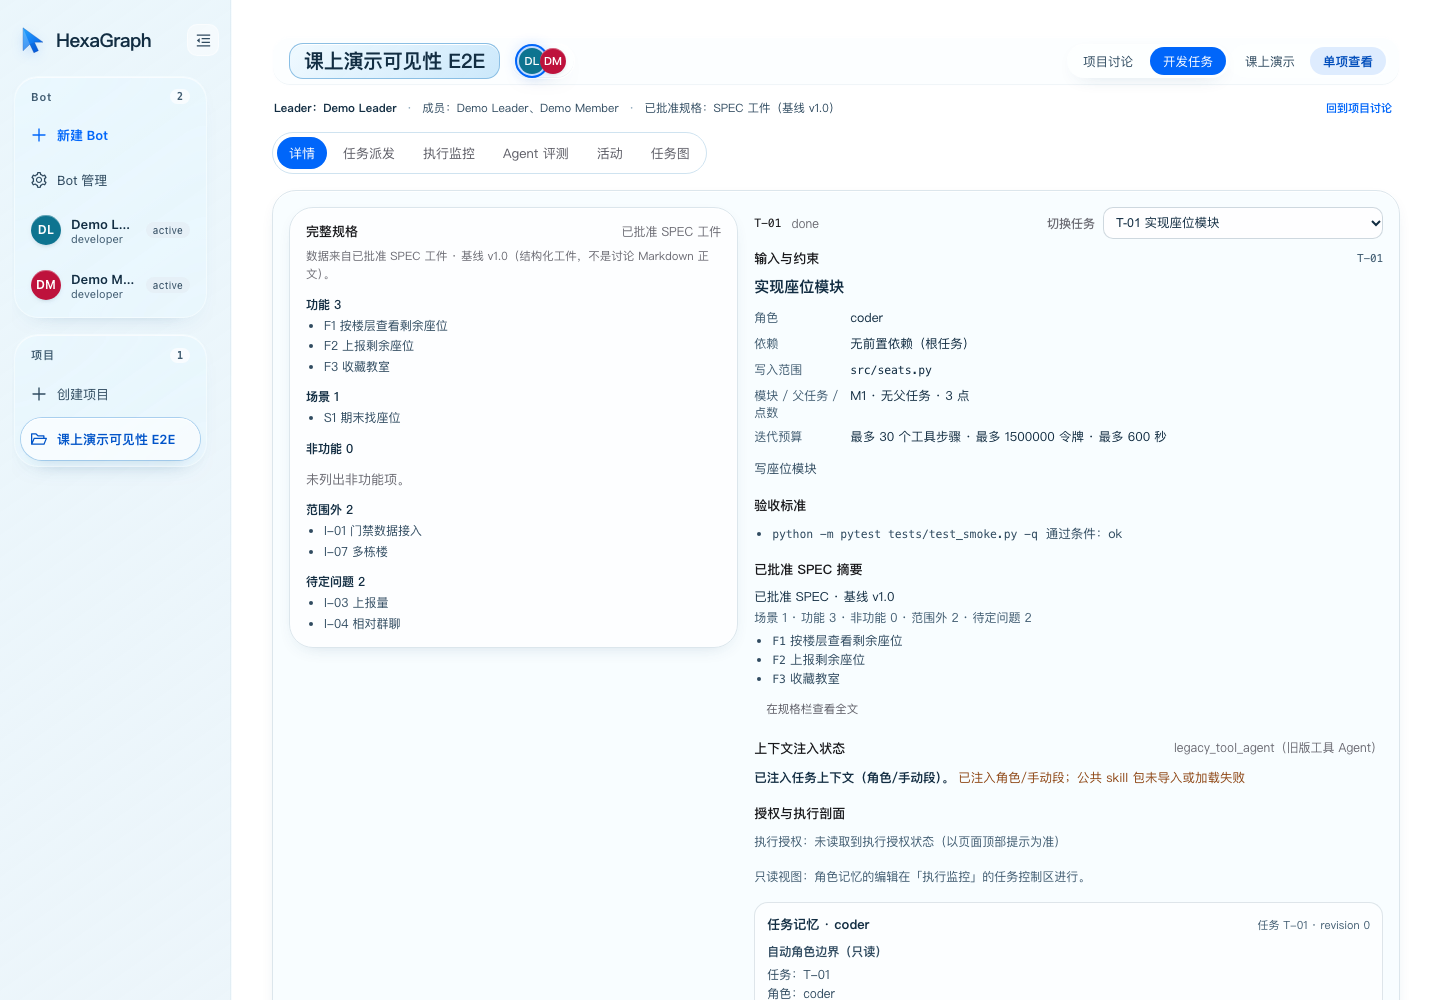 HexaGraph
Bot 2
新建 Bot
Bot 管理
DL Demo L... active
developer
DM Demo M... active
developer
项目 1
创建项目
课上演示可见性 E2E
课上演示可见性 E2E DL DM 项目讨论 开发任务 课上演示 单项查看
Leader：Demo Leader · 成员：Demo Leader、Demo Member · 已批准规格：SPEC 工件（基线 v1.0） 回到项目讨论
详情 任务派发 执行监控 Agent 评测 活动 任务图
完整规格 已批准 SPEC 工件
数据来自已批准 SPEC 工件 · 基线 v1.0（结构化工件，不是讨论 Markdown 正
文）。
功能 3
• F1 按楼层查看剩余座位
• F2 上报剩余座位
• F3 收藏教室
场景 1
• S1 期末找座位
非功能 0
未列出非功能项。
范围外 2
• I-01 门禁数据接入
• I-07 多栋楼
待定问题 2
• I-03 上报量
• I-04 相对群聊
T-01 done 切换任务 T-01 实现座位模块
输入与约束 T-01
实现座位模块
角色 coder
依赖 无前置依赖（根任务）
写入范围 src/seats.py
模块 / 父任务 / M1 · 无父任务 · 3 点
点数
迭代预算 最多 30 个工具步骤 · 最多 1500000 令牌 · 最多 600 秒
写座位模块
验收标准
• python -m pytest tests/test_smoke.py -q 通过条件：ok
已批准 SPEC 摘要
已批准 SPEC · 基线 v1.0
场景 1 · 功能 3 · 非功能 0 · 范围外 2 · 待定问题 2
• F1 按楼层查看剩余座位
• F2 上报剩余座位
• F3 收藏教室
在规格栏查看全文
上下文注入状态 legacy_tool_agent（旧版工具 Agent）
已注入任务上下文（角色/手动段）。 已注入角色/手动段；公共 skill 包未导入或加载失败
授权与执行剖面
执行授权：未读取到执行授权状态（以页面顶部提示为准）
只读视图：角色记忆的编辑在「执行监控」的任务控制区进行。
任务记忆 · coder 任务 T-01 · revision 0
自动角色边界（只读）
任务：T-01
角色：coder